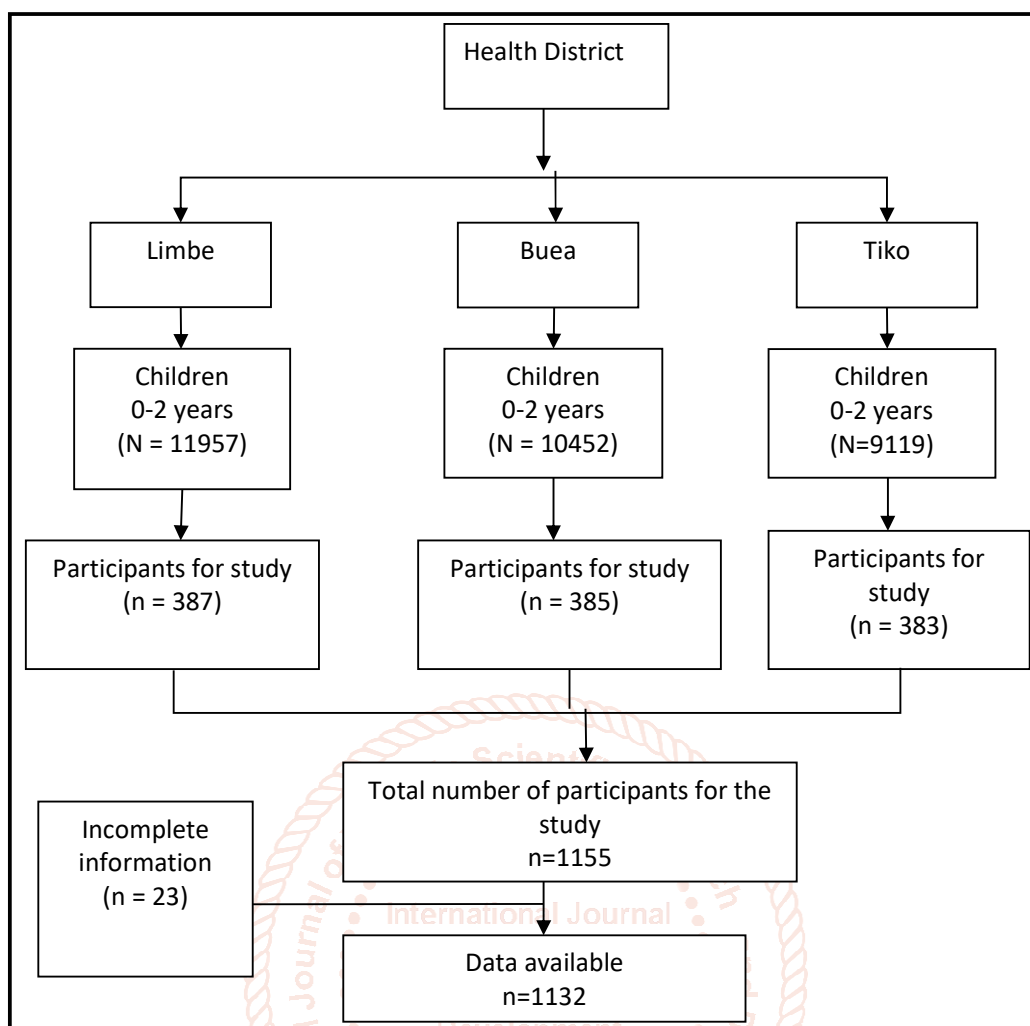 Health District
Limbe
Buea
Tiko
Children
0-2 years
(N = 11957)
Children
0-2 years
(N = 10452)
Children
0-2 years
(N=9119)
Participants for study
(n = 387)
Participants for study
(n = 385)
Participants for
study
(n = 383)
Total number of participants for the
study
n=1155
Incomplete
information
(n = 23)
International Journal
Data available
n=1132